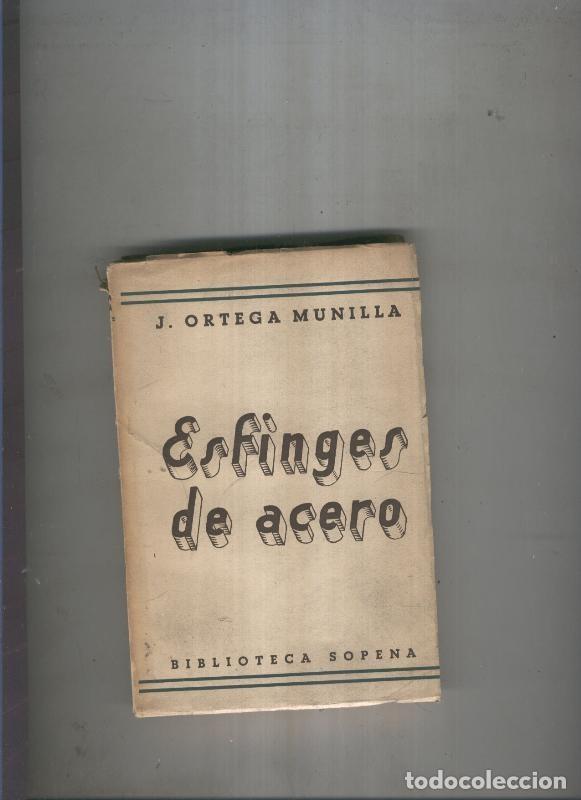 J. ORTEGA MUNILLA
Esfinges
de acero
BIBLIOTECA SOPENA
todocoleccion